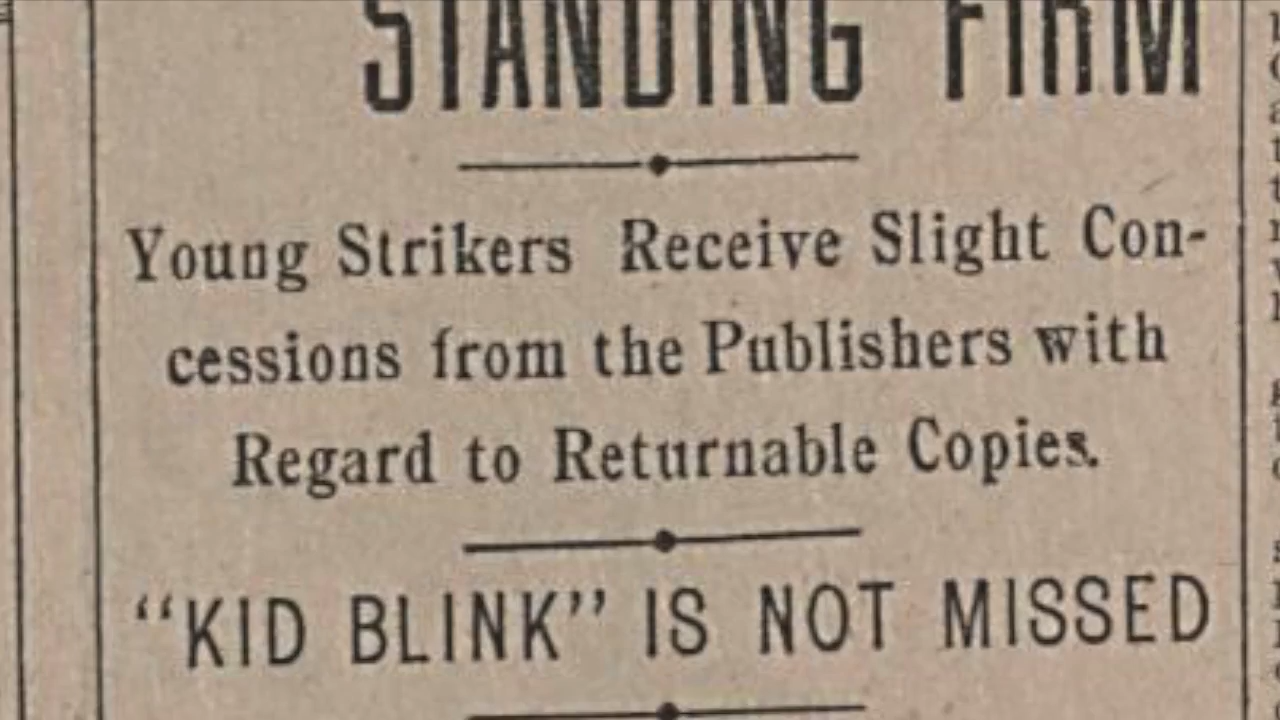 STANDING FIRM
Young Strikers Receive Slight Con-
cessions from the Publishers with
Regard to Returnable Copies.
"KID BLINK" IS NOT MISSED